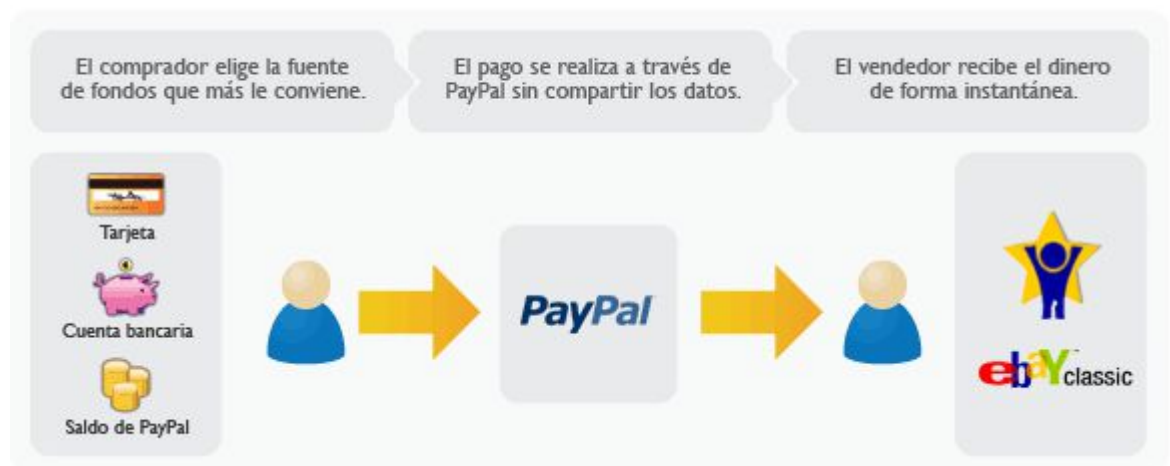 El comprador elige la fuente
de fondos que más le conviene.
El pago se realiza a través de
PayPal sin compartir los datos.
El vendedor recibe el dinero
de forma instantánea.
Tarjeta
Cuenta bancaria
Saldo de PayPal
PayPal
ebaY classic